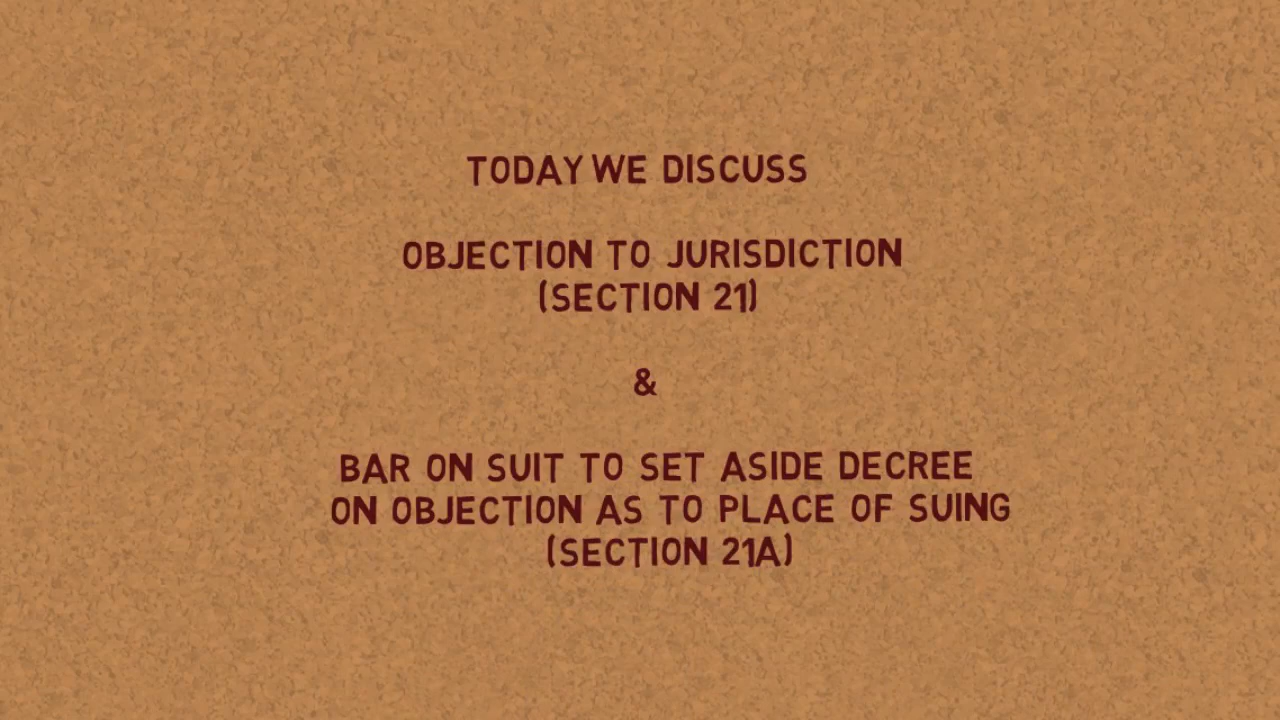 TODAY WE DISCUSS
OBJECTION TO JURISDICTION
(SECTION 21)
&
BAR ON SUIT TO SET ASIDE DECREE
ON OBJECTION AS TO PLACE OF SUING
(SECTION 21A)